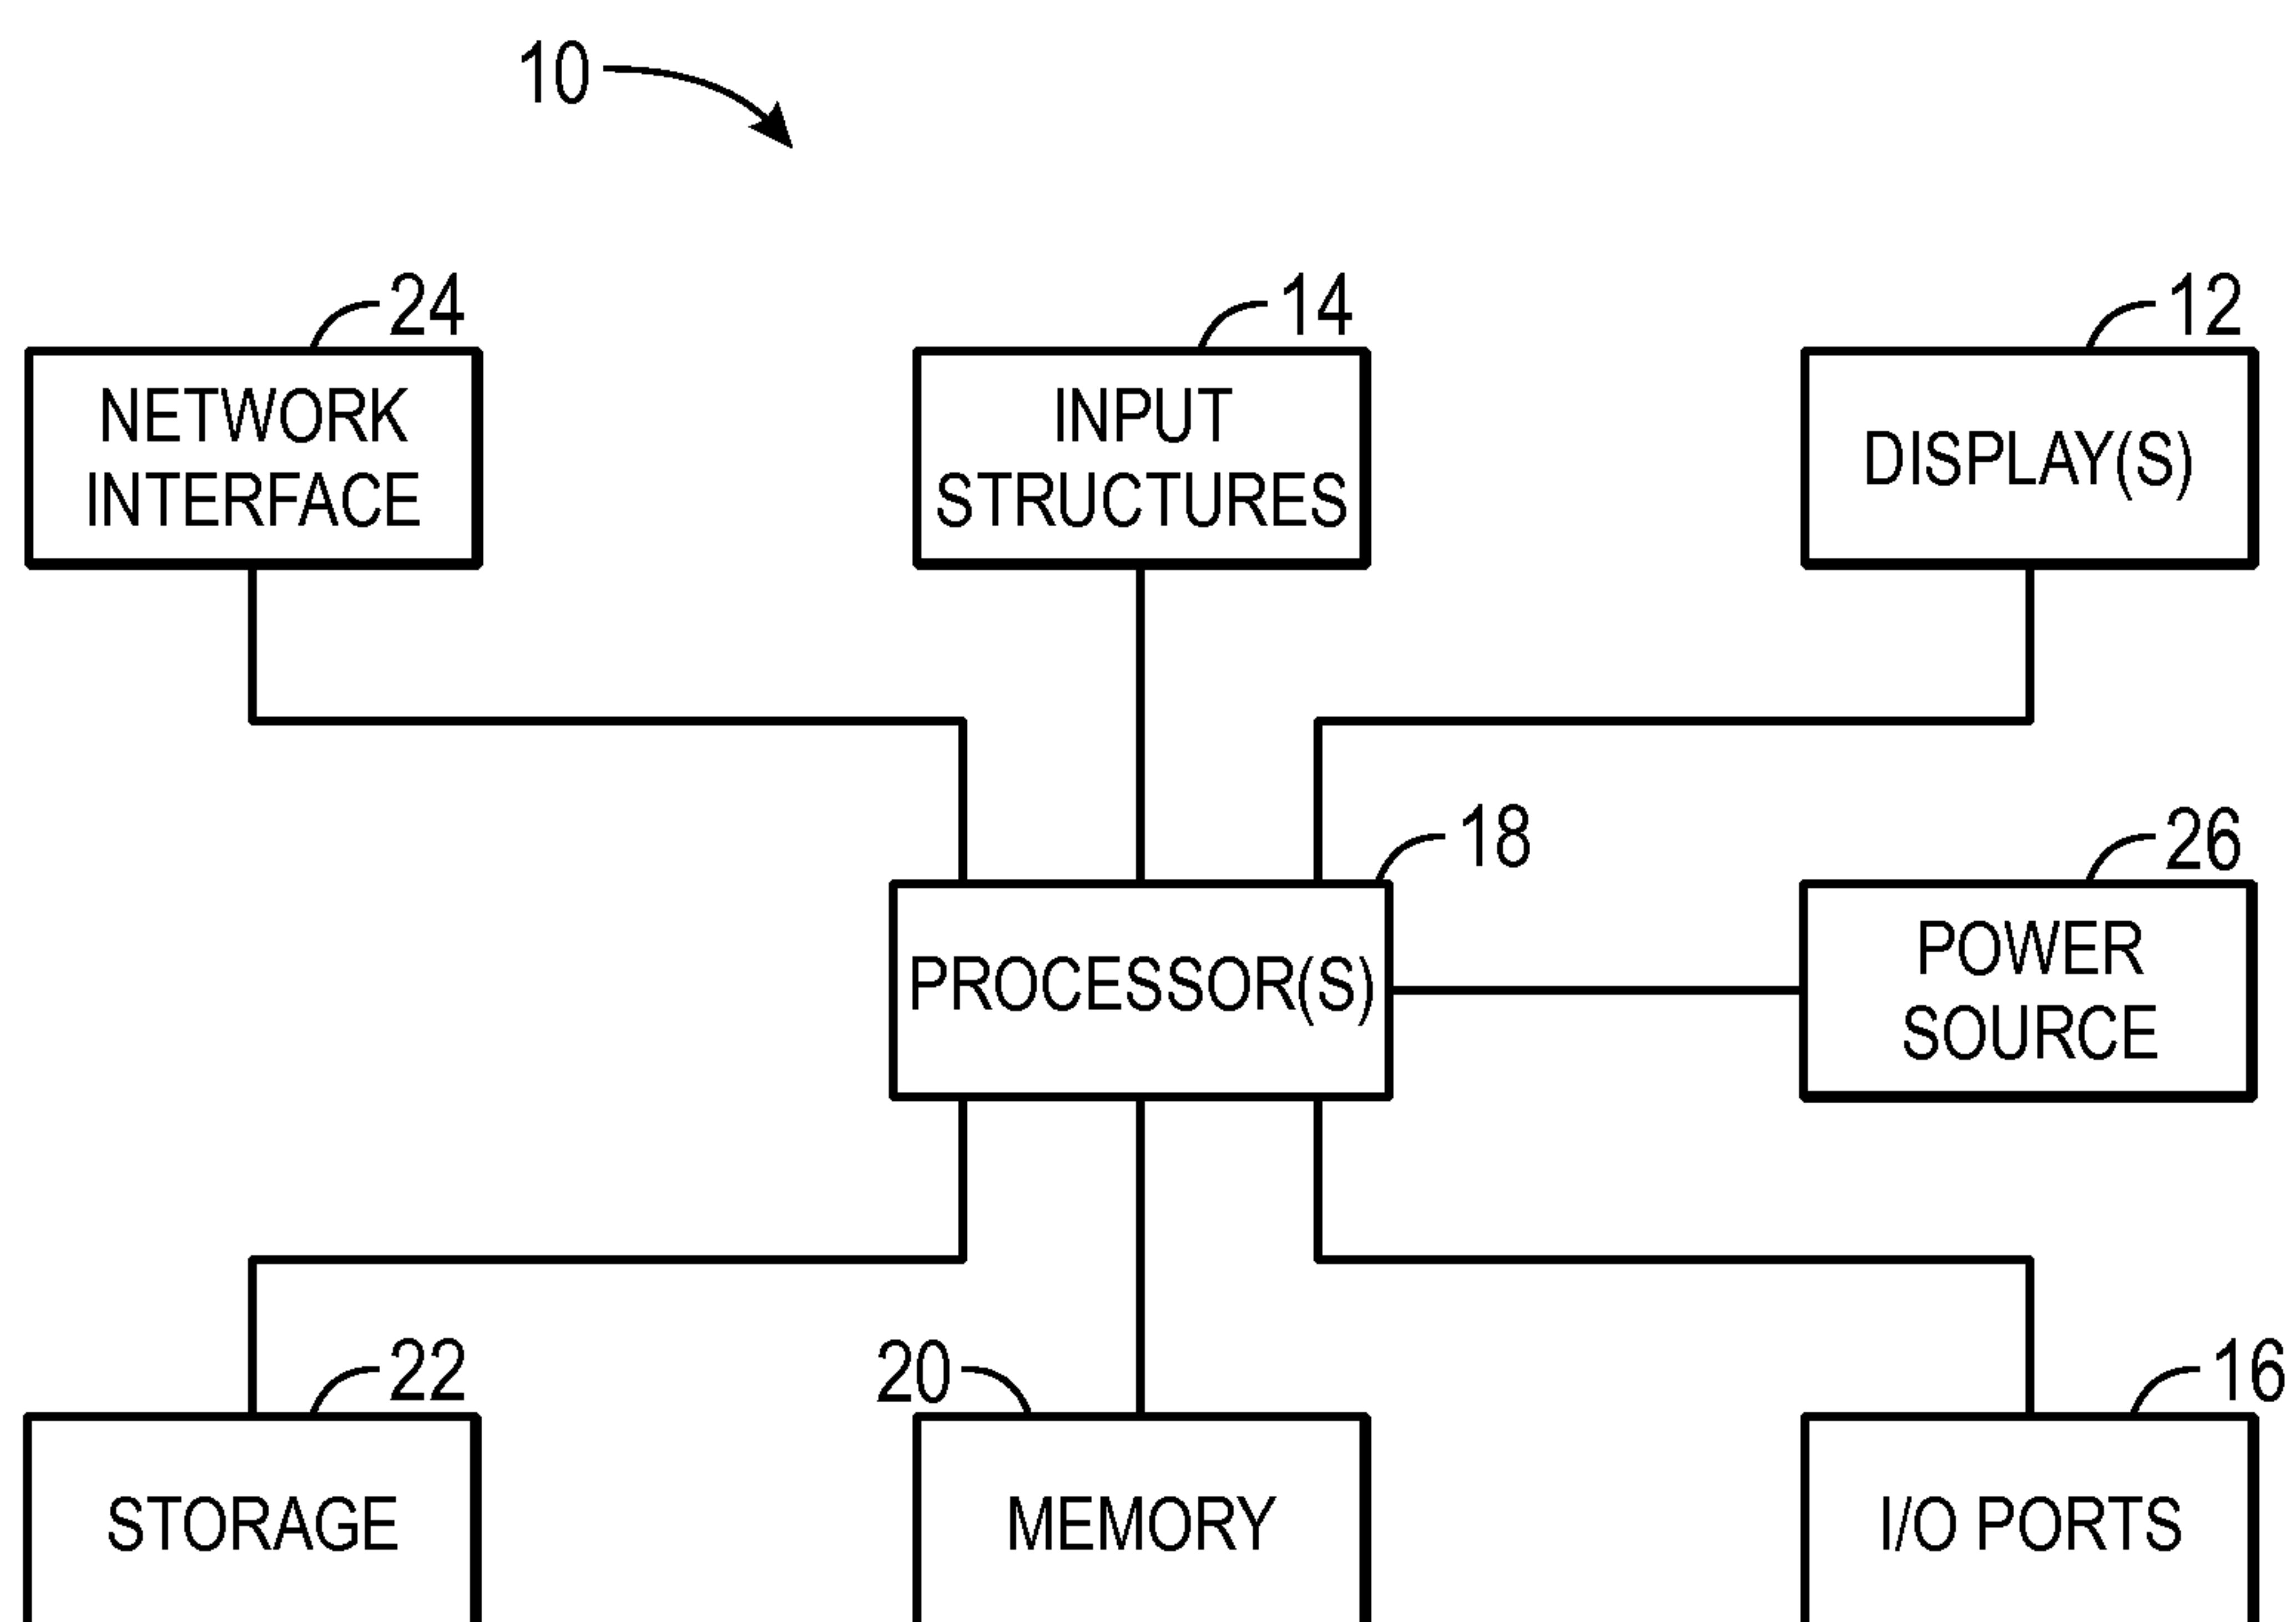 10
24
14
12
NETWORK
INTERFACE
INPUT
STRUCTURES
DISPLAY(S)
18
26
PROCESSOR(S)
POWER
SOURCE
22
20
16
STORAGE
MEMORY
I/O PORTS